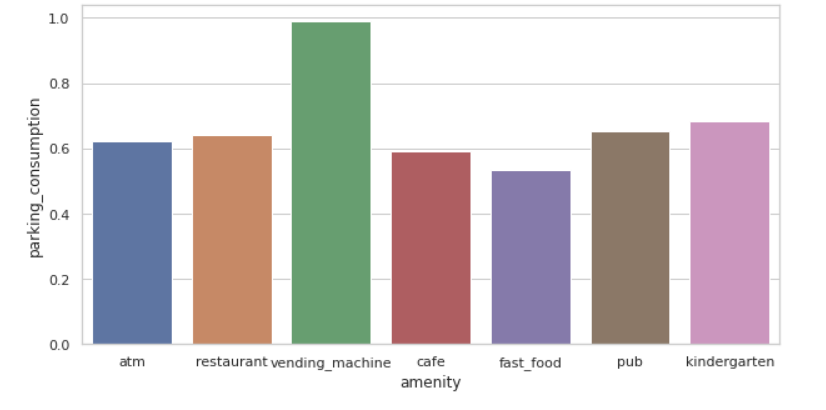 1.0
0.8
0.6
0.4
0.2
0.0
parking_consumption
atm restaurant vending_machine cafe fast_food pub kindergarten
amenity